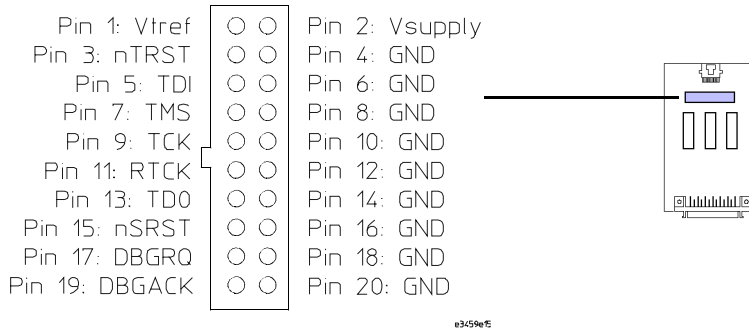 Pin 1: Vtref Pin 2: Vsupply
Pin 3: nTRST Pin 4: GND
Pin 5: TDI Pin 6: GND
Pin 7: TMS Pin 8: GND
Pin 9: TCK Pin 10: GND
Pin 11: RTCK Pin 12: GND
Pin 13: TD0 Pin 14: GND
Pin 15: nSRST Pin 16: GND
Pin 17: DBGRQ Pin 18: GND
Pin 19: DBGACK Pin 20: GND
e3459e15